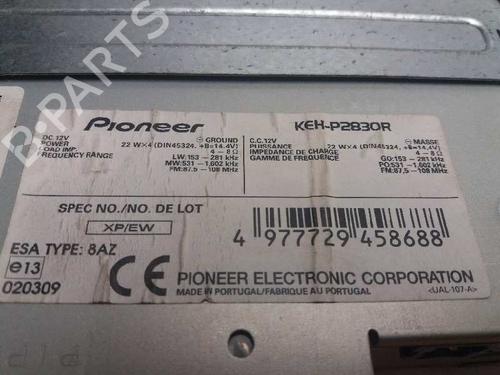 Pioneer KEH-P2830R
DC 12V GROUND C.C.12V MASSE
POWER 22 W×4 (DIN45324, +B=14.4V) PUISSANCE 22 W×4 (DIN45324, +B=14.4V)
LOAD IMP. 4 – 8 Ω IMPEDANCE DE CHARGE 4 – 8 Ω
FREQUENCY RANGE LW:153 – 281 kHz GAMME DE FREQUENCE GO:153 – 281 kHz
MW:531 – 1,602 kHz PO:531 – 1,602 kHz
FM:87.5 – 108 MHz FM:87.5 – 108 MHz
SPEC NO./NO. DE LOT
XP/EW
4 977729 458688
ESA TYPE: 8AZ
e13
020309
CE
PIONEER ELECTRONIC CORPORATION
MADE IN PORTUGAL/FABRIQUE AU PORTUGAL <UAL-107-A>
B-PARTS